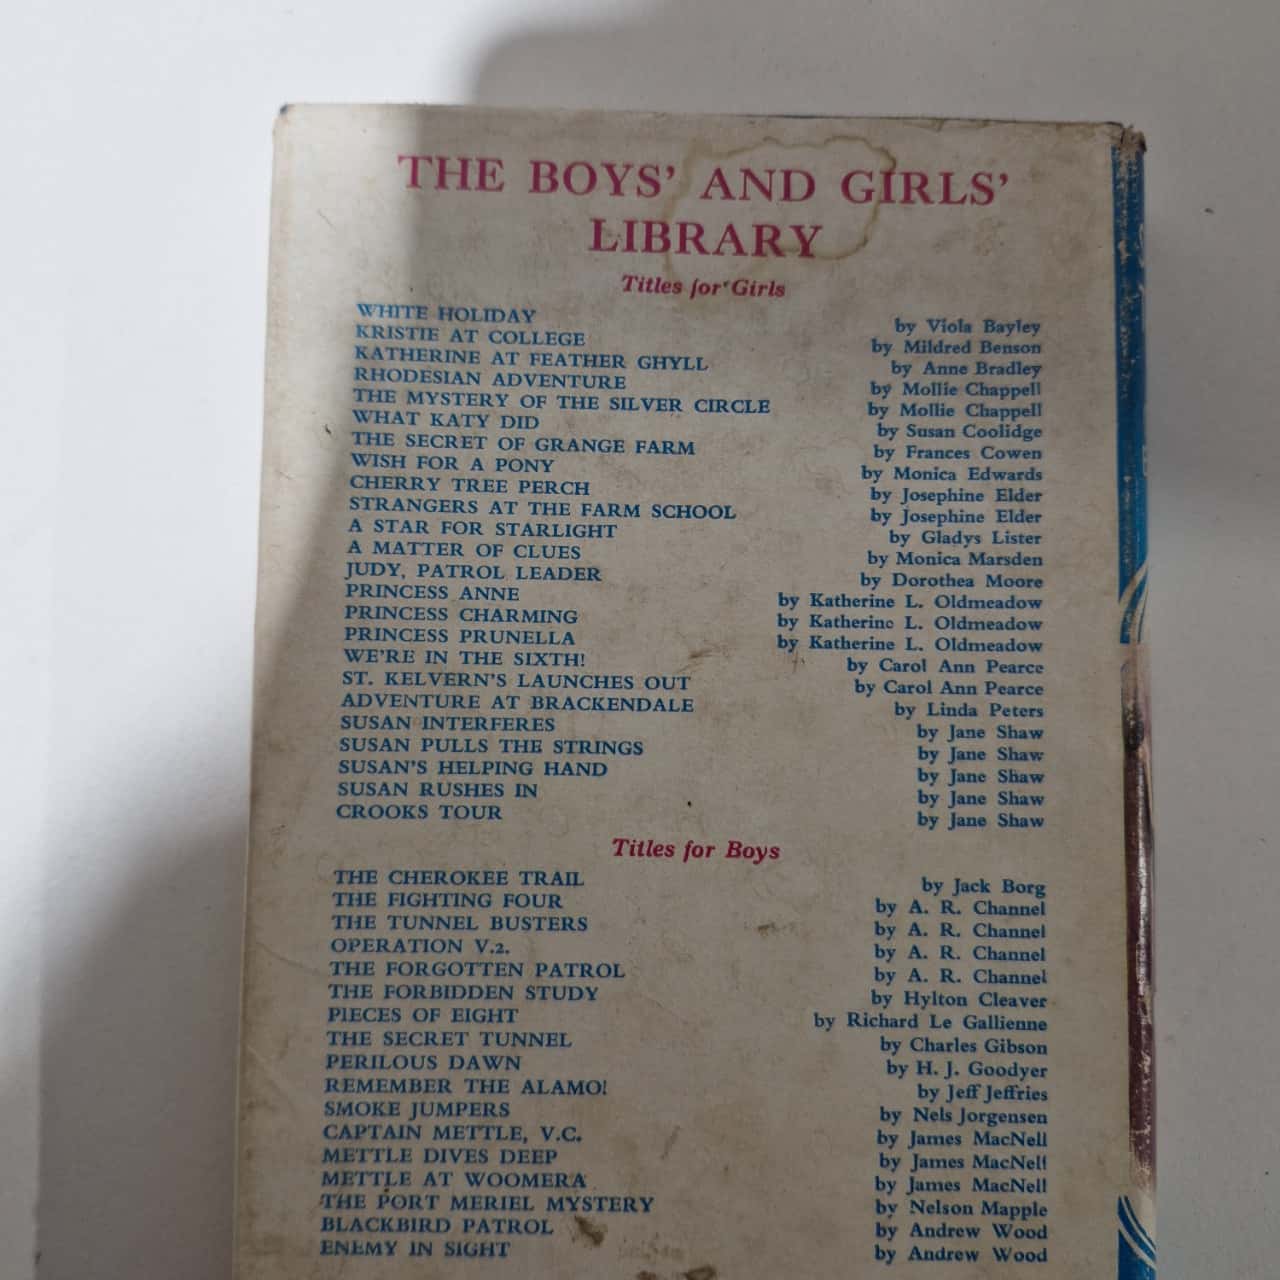 THE BOYS' AND GIRLS'
LIBRARY
Titles for Girls
WHITE HOLIDAY by Viola Bayley
KRISTIE AT COLLEGE by Mildred Benson
KATHERINE AT FEATHER GHYLL by Anne Bradley
RHODESIAN ADVENTURE by Mollie Chappell
THE MYSTERY OF THE SILVER CIRCLE by Mollie Chappell
WHAT KATY DID by Susan Coolidge
THE SECRET OF GRANGE FARM by Frances Cowen
WISH FOR A PONY by Monica Edwards
CHERRY TREE PERCH by Josephine Elder
STRANGERS AT THE FARM SCHOOL by Josephine Elder
A STAR FOR STARLIGHT by Gladys Lister
A MATTER OF CLUES by Monica Marsden
JUDY, PATROL LEADER by Dorothea Moore
PRINCESS ANNE by Katherine L. Oldmeadow
PRINCESS CHARMING by Katherine L. Oldmeadow
PRINCESS PRUNELLA by Katherine L. Oldmeadow
WE'RE IN THE SIXTH! by Carol Ann Pearce
ST. KELVERN'S LAUNCHES OUT by Carol Ann Pearce
ADVENTURE AT BRACKENDALE by Linda Peters
SUSAN INTERFERES by Jane Shaw
SUSAN PULLS THE STRINGS by Jane Shaw
SUSAN'S HELPING HAND by Jane Shaw
SUSAN RUSHES IN by Jane Shaw
CROOKS TOUR by Jane Shaw
Titles for Boys
THE CHEROKEE TRAIL by Jack Borg
THE FIGHTING FOUR by A. R. Channel
THE TUNNEL BUSTERS by A. R. Channel
OPERATION V.2. by A. R. Channel
THE FORGOTTEN PATROL by A. R. Channel
THE FORBIDDEN STUDY by Hylton Cleaver
PIECES OF EIGHT by Richard Le Gallienne
THE SECRET TUNNEL by Charles Gibson
PERILOUS DAWN by H. J. Goodyer
REMEMBER THE ALAMO! by Jeff Jeffries
SMOKE JUMPERS by Nels Jorgensen
CAPTAIN METTLE, V.C. by James MacNell
METTLE DIVES DEEP by James MacNell
METTLE AT WOOMERA by James MacNell
THE PORT MERIEL MYSTERY by Nelson Mapple
BLACKBIRD PATROL by Andrew Wood
ENEMY IN SIGHT by Andrew Wood